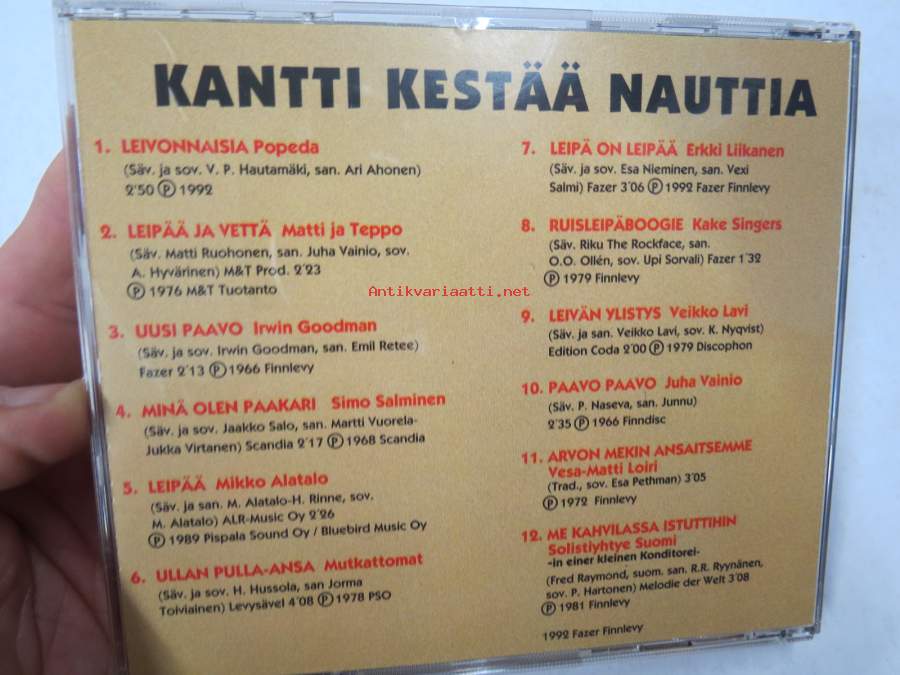 KANTTI KESTÄÄ NAUTTIA
1. LEIVONNAISIA Popeda
(Säv. ja sov. V. P. Hautamäki, san. Ari Ahonen)
2'50 Ⓟ 1992
2. LEIPÄÄ JA VETTÄ Matti ja Teppo
(Säv. Matti Ruohonen, san. Juha Vainio, sov.
A. Hyvärinen) M&T Prod. 2'23
Ⓟ 1976 M&T Tuotanto
3. UUSI PAAVO Irwin Goodman
(Säv. ja sov. Irwin Goodman, san. Emil Retee)
Fazer 2'13 Ⓟ 1966 Finnlevy
4. MINÄ OLEN PAAKARI Simo Salminen
(Säv. ja sov. Jaakko Salo, san. Martti Vuorela-
Jukka Virtanen) Scandia 2'17 Ⓟ 1968 Scandia
5. LEIPÄÄ Mikko Alatalo
(Säv. ja san. M. Alatalo-H. Rinne, sov.
M. Alatalo) ALR-Music Oy 2'26
Ⓟ 1989 Pispala Sound Oy / Bluebird Music Oy
6. ULLAN PULLA-ANSA Mutkattomat
(Säv. ja sov. H. Hussola, san Jorma
Toiviainen) Levysävel 4'08 Ⓟ 1978 PSO
7. LEIPÄ ON LEIPÄÄ Erkki Liikanen
(Säv. ja sov. Esa Nieminen, san. Vexi
Salmi) Fazer 3'06 Ⓟ 1992 Fazer Finnlevy
8. RUISLEIPÄBOOGIE Kake Singers
(Säv. Riku The Rockface, san.
O.O. Ollén, sov. Upi Sorvali) Fazer 1'32
Ⓟ 1979 Finnlevy
9. LEIVÄN YLISTYS Veikko Lavi
(Säv. ja san. Veikko Lavi, sov. K. Nyqvist)
Edition Coda 2'00 Ⓟ 1979 Discophon
10. PAAVO PAAVO Juha Vainio
(Säv. P. Naseva, san. Junnu)
2'35 Ⓟ 1966 Finndisc
11. ARVON MEKIN ANSAITSEMME
Vesa-Matti Loiri
(Trad., sov. Esa Pethman) 3'05
Ⓟ 1972 Finnlevy
12. ME KAHVILASSA ISTUTTIHIN
Solistiyhtye Suomi
-in einer kleinen Konditorei-
(Fred Raymond, suom. san. R.R. Ryynänen,
sov. P. Hartonen) Melodie der Welt 3'08
Ⓟ 1981 Finnlevy
1992 Fazer Finnlevy
Antikvariaatti.net